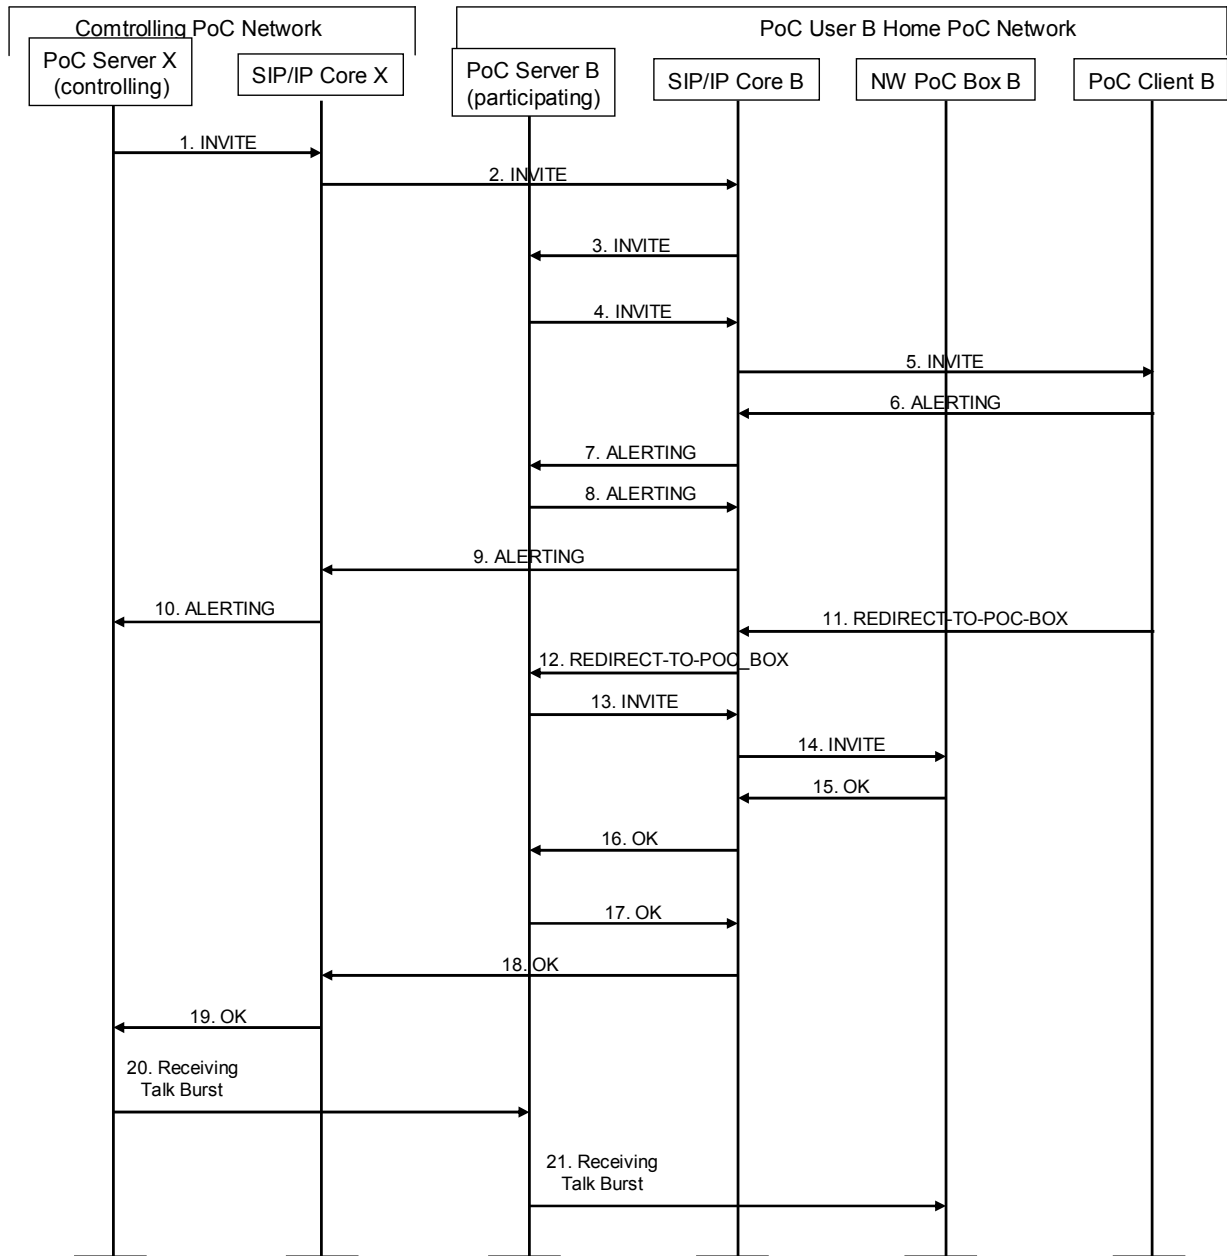 Comtrolling PoC Network
PoC User B Home PoC Network
PoC Server X
(controlling)
SIP/IP Core X
PoC Server B
(participating)
SIP/IP Core B
NW PoC Box B
PoC Client B
1. INVITE
2. INVITE
3. INVITE
4. INVITE
5. INVITE
6. ALERTING
7. ALERTING
8. ALERTING
9. ALERTING
10. ALERTING
11. REDIRECT-TO-POC-BOX
12. REDIRECT-TO-POC_BOX
13. INVITE
14. INVITE
15. OK
16. OK
17. OK
18. OK
19. OK
20. Receiving
Talk Burst
21. Receiving
Talk Burst